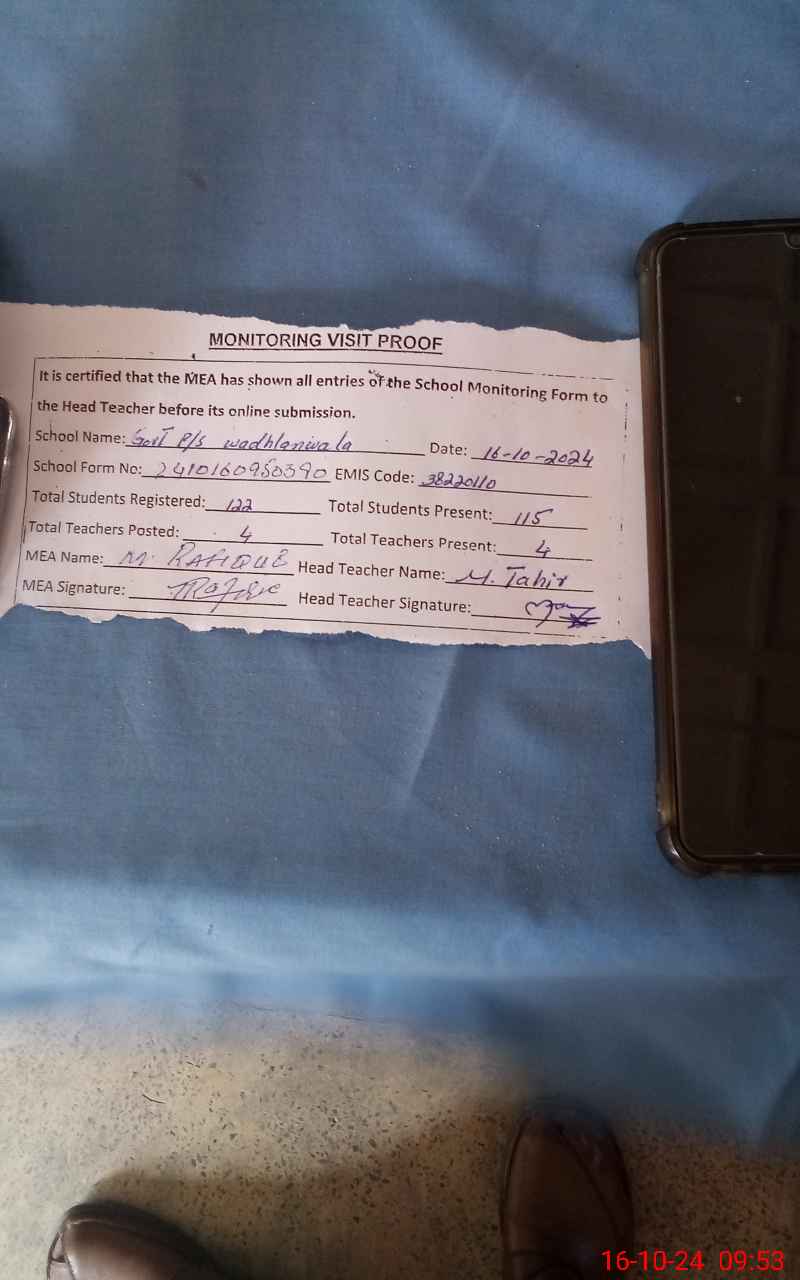 MONITORING VISIT PROOF
It is certified that the MEA has shown all entries of the School Monitoring Form to
the Head Teacher before its online submission.
School Name: Govt P/S wadhlanwala Date: 16-10-2024
School Form No: 2410160950390 EMIS Code: 38220110
Total Students Registered: 122 Total Students Present: 115
Total Teachers Posted: 4 Total Teachers Present: 4
MEA Name: M. RAFIQUE Head Teacher Name: M. Tahir
MEA Signature: Head Teacher Signature:
16-10-24 09:53